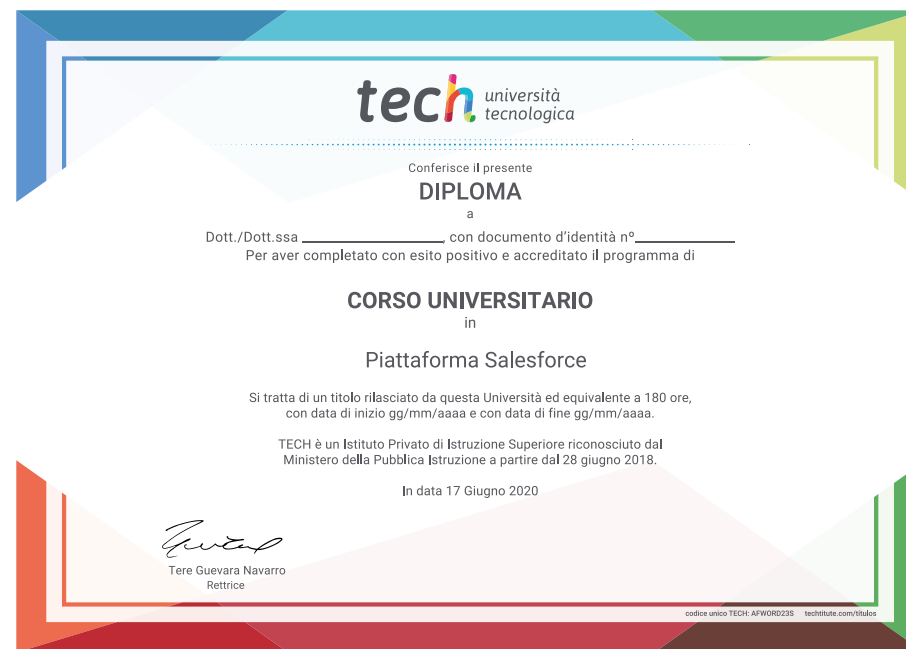 tech università
tecnologica
Conferisce il presente
DIPLOMA
a
Dott./Dott.ssa ____________________, con documento d'identità nº______________
Per aver completato con esito positivo e accreditato il programma di
CORSO UNIVERSITARIO
in
Piattaforma Salesforce
Si tratta di un titolo rilasciato da questa Università ed equivalente a 180 ore,
con data di inizio gg/mm/aaaa e con data di fine gg/mm/aaaa.
TECH è un Istituto Privato di Istruzione Superiore riconosciuto dal
Ministero della Pubblica Istruzione a partire dal 28 giugno 2018.
In data 17 Giugno 2020
Tere Guevara Navarro
Rettrice
codice unico TECH: AFWORD23S techtitute.com/titulos